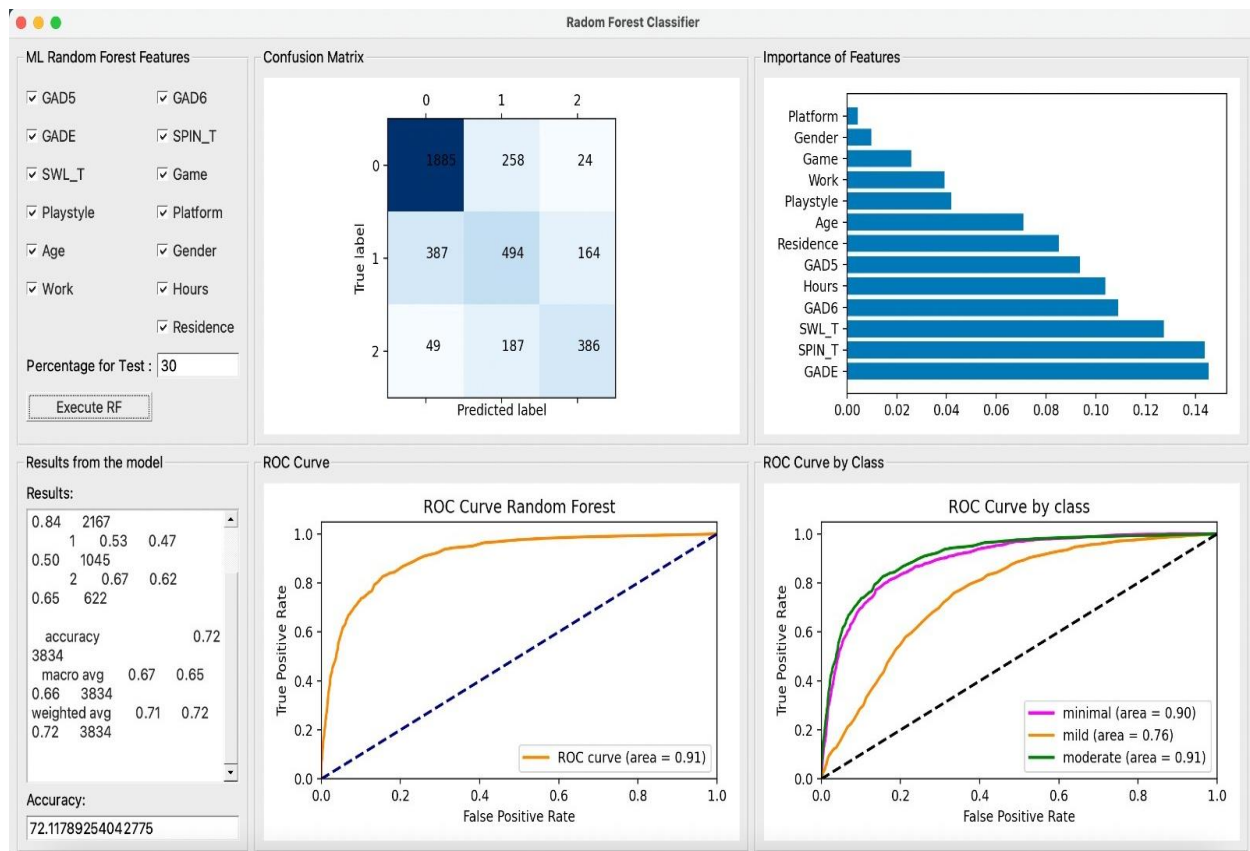 Radom Forest Classifier
ML Random Forest Features
GAD5 GAD6
GADE SPIN_T
SWL_T Game
Playstyle Platform
Age Gender
Work Hours
Residence
Percentage for Test : 30
Execute RF
Confusion Matrix
0 1 2
0 1885 258 24
1 387 494 164
2 49 187 386
True label
Predicted label
Importance of Features
Platform
Gender
Game
Work
Playstyle
Age
Residence
GAD5
Hours
GAD6
SWL_T
SPIN_T
GADE
0.00 0.02 0.04 0.06 0.08 0.10 0.12 0.14
Results from the model
Results:
0.84 2167
1 0.53 0.47
0.50 1045
2 0.67 0.62
0.65 622
accuracy 0.72
3834
macro avg 0.67 0.65
0.66 3834
weighted avg 0.71 0.72
0.72 3834
Accuracy:
72.11789254042775
ROC Curve
ROC Curve Random Forest
True Positive Rate
1.0
0.8
0.6
0.4
0.2
0.0
ROC curve (area = 0.91)
0.0 0.2 0.4 0.6 0.8 1.0
False Positive Rate
ROC Curve by Class
ROC Curve by class
True Positive Rate
1.0
0.8
0.6
0.4
0.2
0.0
minimal (area = 0.90)
mild (area = 0.76)
moderate (area = 0.91)
0.0 0.2 0.4 0.6 0.8 1.0
False Positive Rate